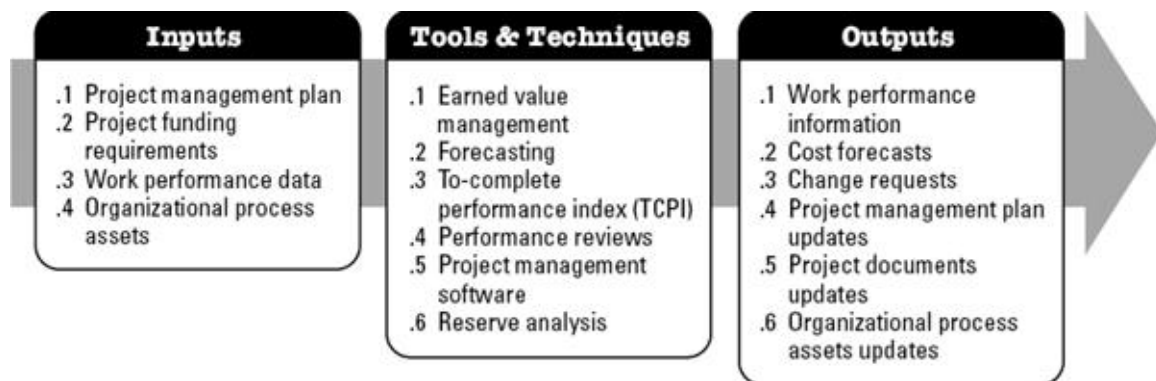 Inputs
.1 Project management plan
.2 Project funding
requirements
.3 Work performance data
.4 Organizational process
assets
Tools & Techniques
.1 Earned value
management
.2 Forecasting
.3 To-complete
performance index (TCPI)
.4 Performance reviews
.5 Project management
software
.6 Reserve analysis
Outputs
.1 Work performance
information
.2 Cost forecasts
.3 Change requests
.4 Project management plan
updates
.5 Project documents
updates
.6 Organizational process
assets updates